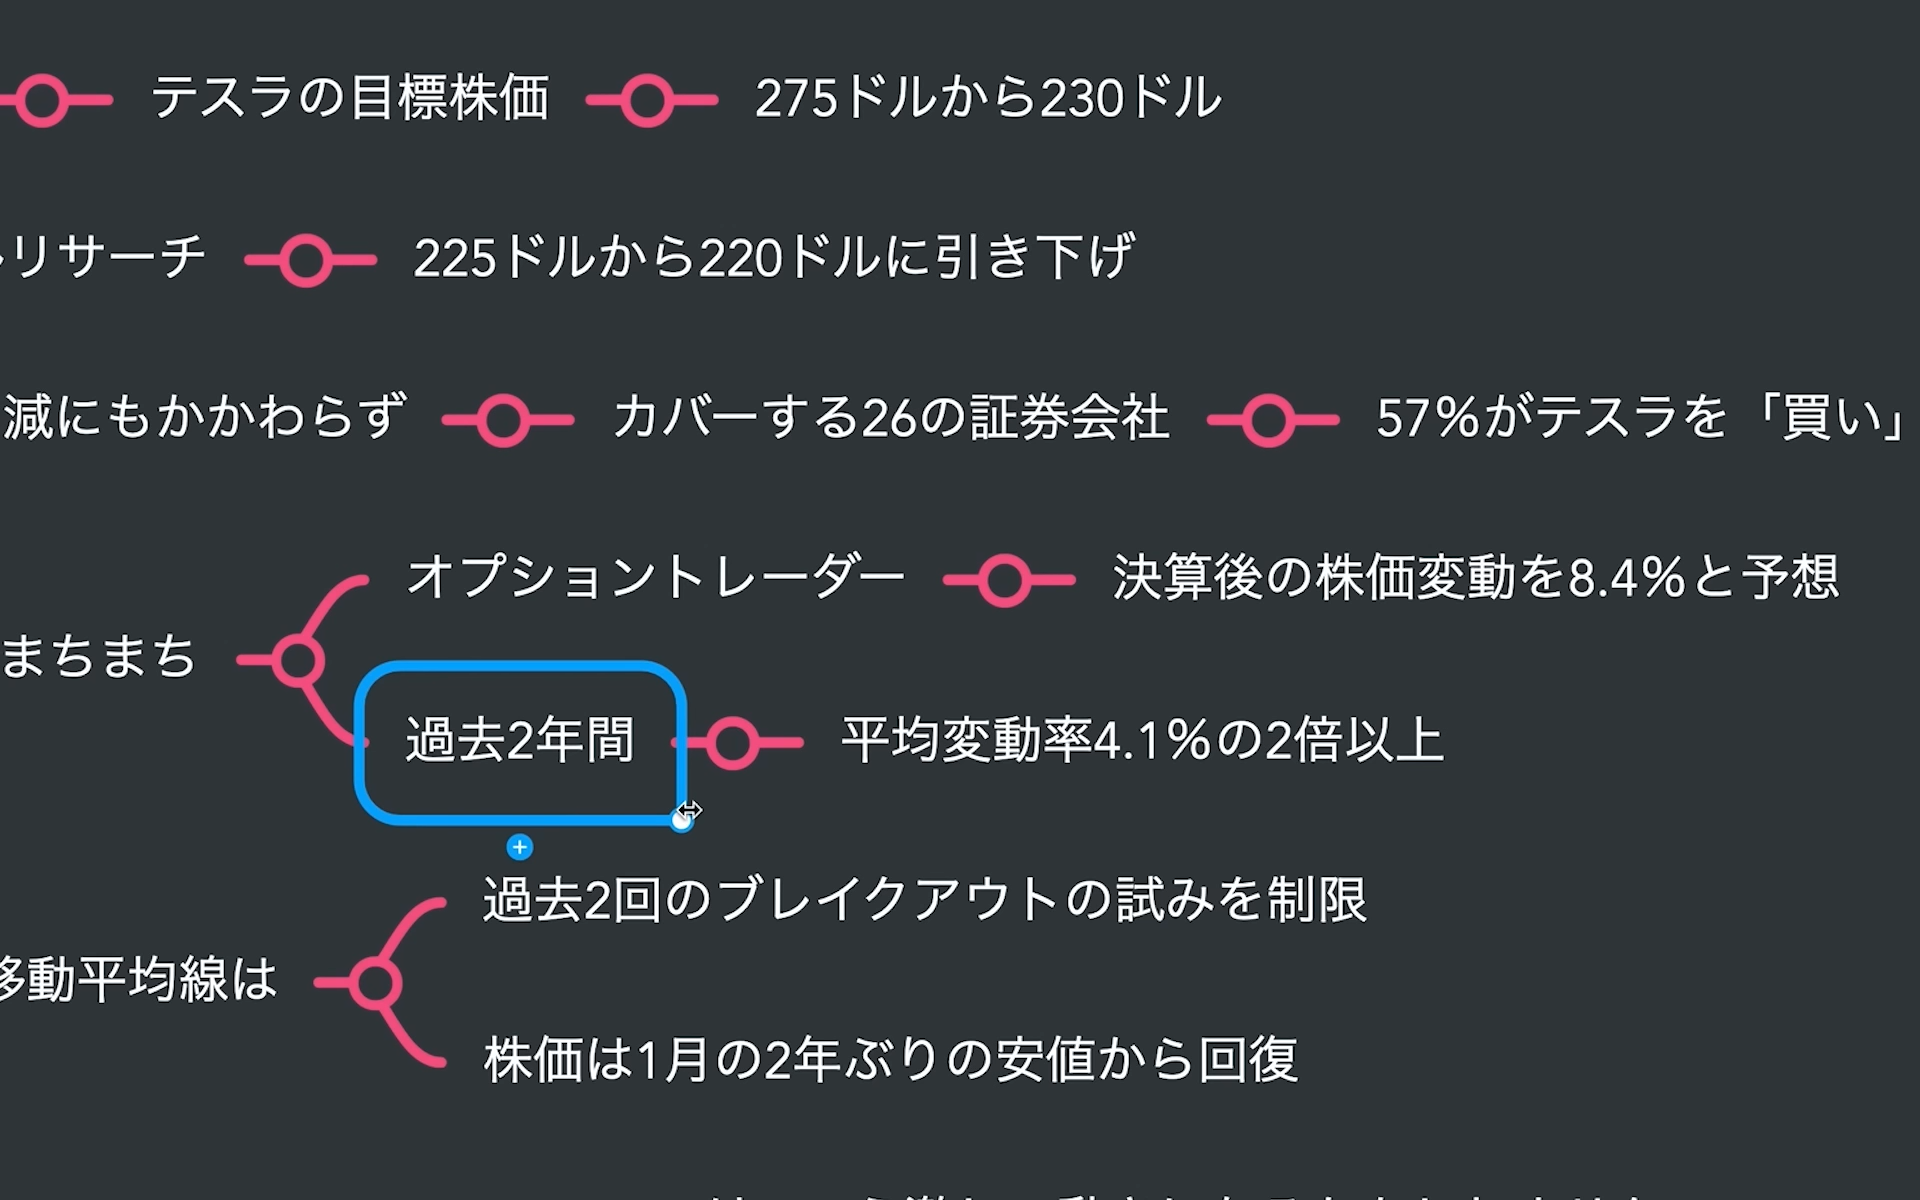 テスラの目標株価 275ドルから230ドル
リサーチ 225ドルから220ドルに引き下げ
減にもかかわらず カバーする26の証券会社 57%がテスラを「買い」
オプショントレーダー 決算後の株価変動を8.4%と予想
まちまち
過去2年間 平均変動率4.1%の2倍以上
過去2回のブレイクアウトの試みを制限
移動平均線は
株価は1月の2年ぶりの安値から回復